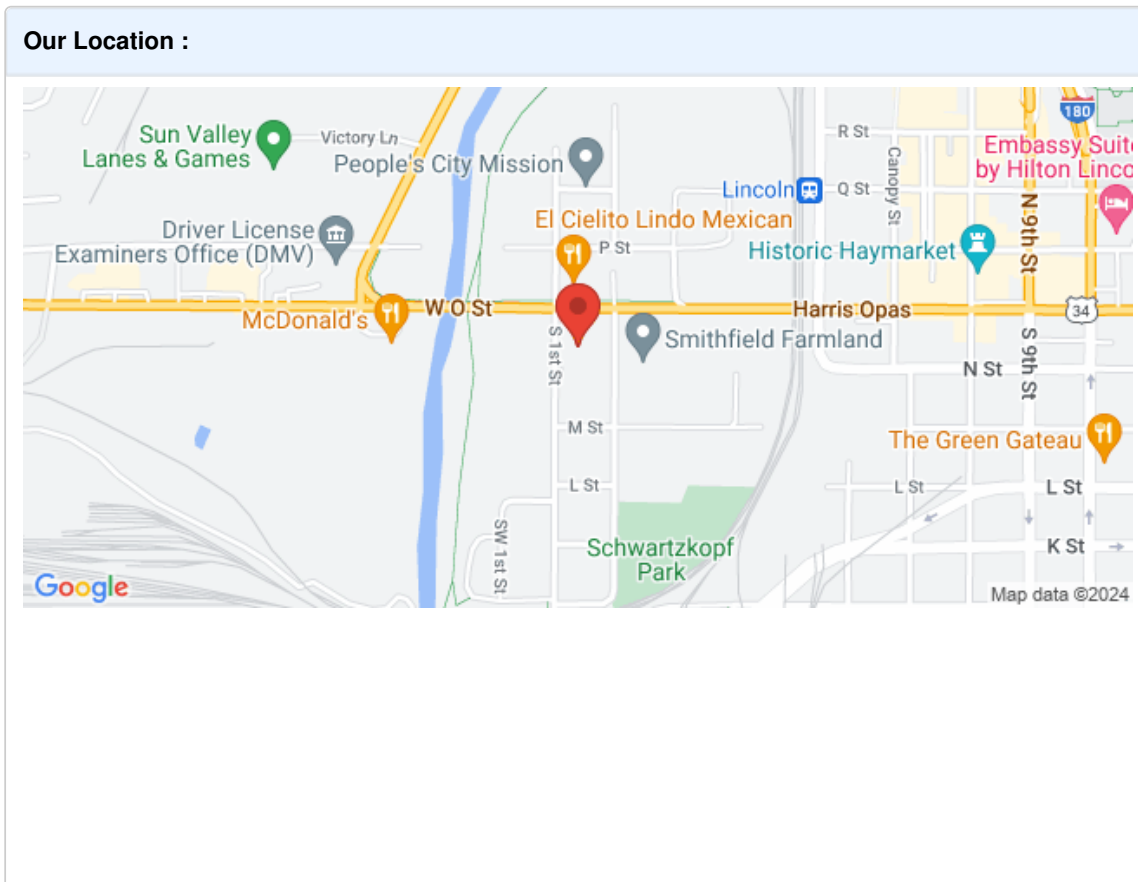 Our Location :
Sun Valley
Lanes & Games
Victory Ln
People's City Mission
R St
180
Embassy Suit
by Hilton Linco
Canopy St
Lincoln
Q St
El Cielito Lindo Mexican
N 9th St
Driver License
Examiners Office (DMV)
P St
Historic Haymarket
McDonald's
W O St
Harris Opas
34
S 1st St
Smithfield Farmland
S 9th St
N St
M St
The Green Gateau
L St
L St
L St
SW 1st St
Schwartzkopf
Park
K St
Google
Map data ©2024